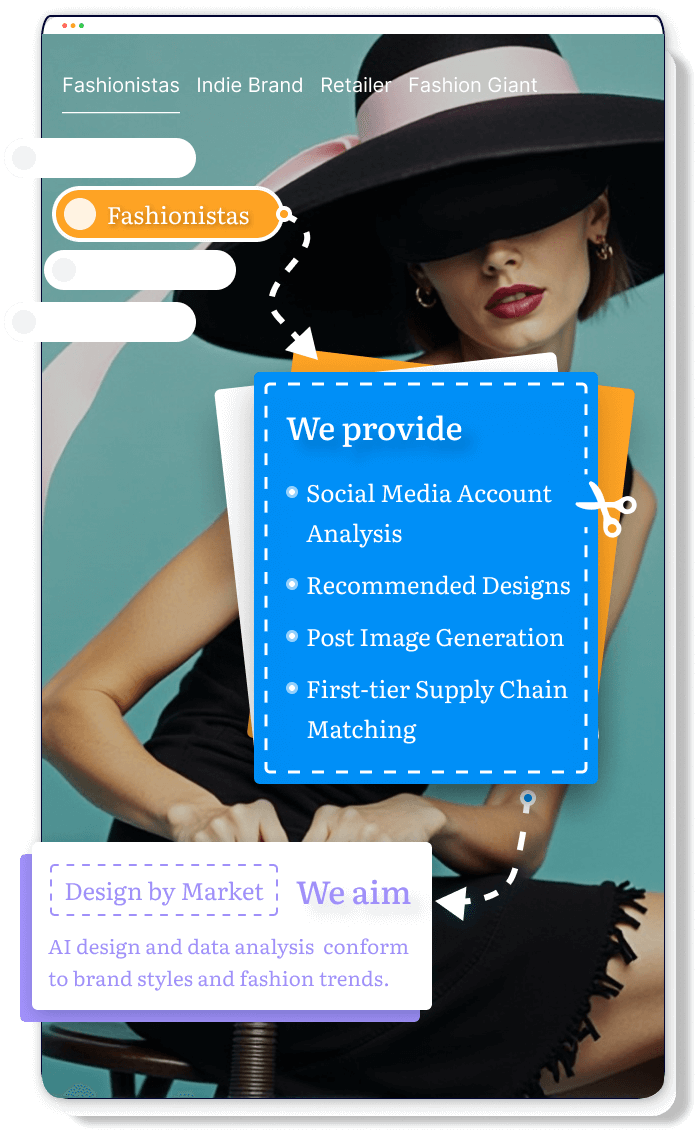 Fashionistas Indie Brand Retailer Fashion Giant
Fashionistas
We provide
Social Media Account
Analysis
Recommended Designs
Post Image Generation
First-tier Supply Chain
Matching
Design by Market We aim
AI design and data analysis conform
to brand styles and fashion trends.